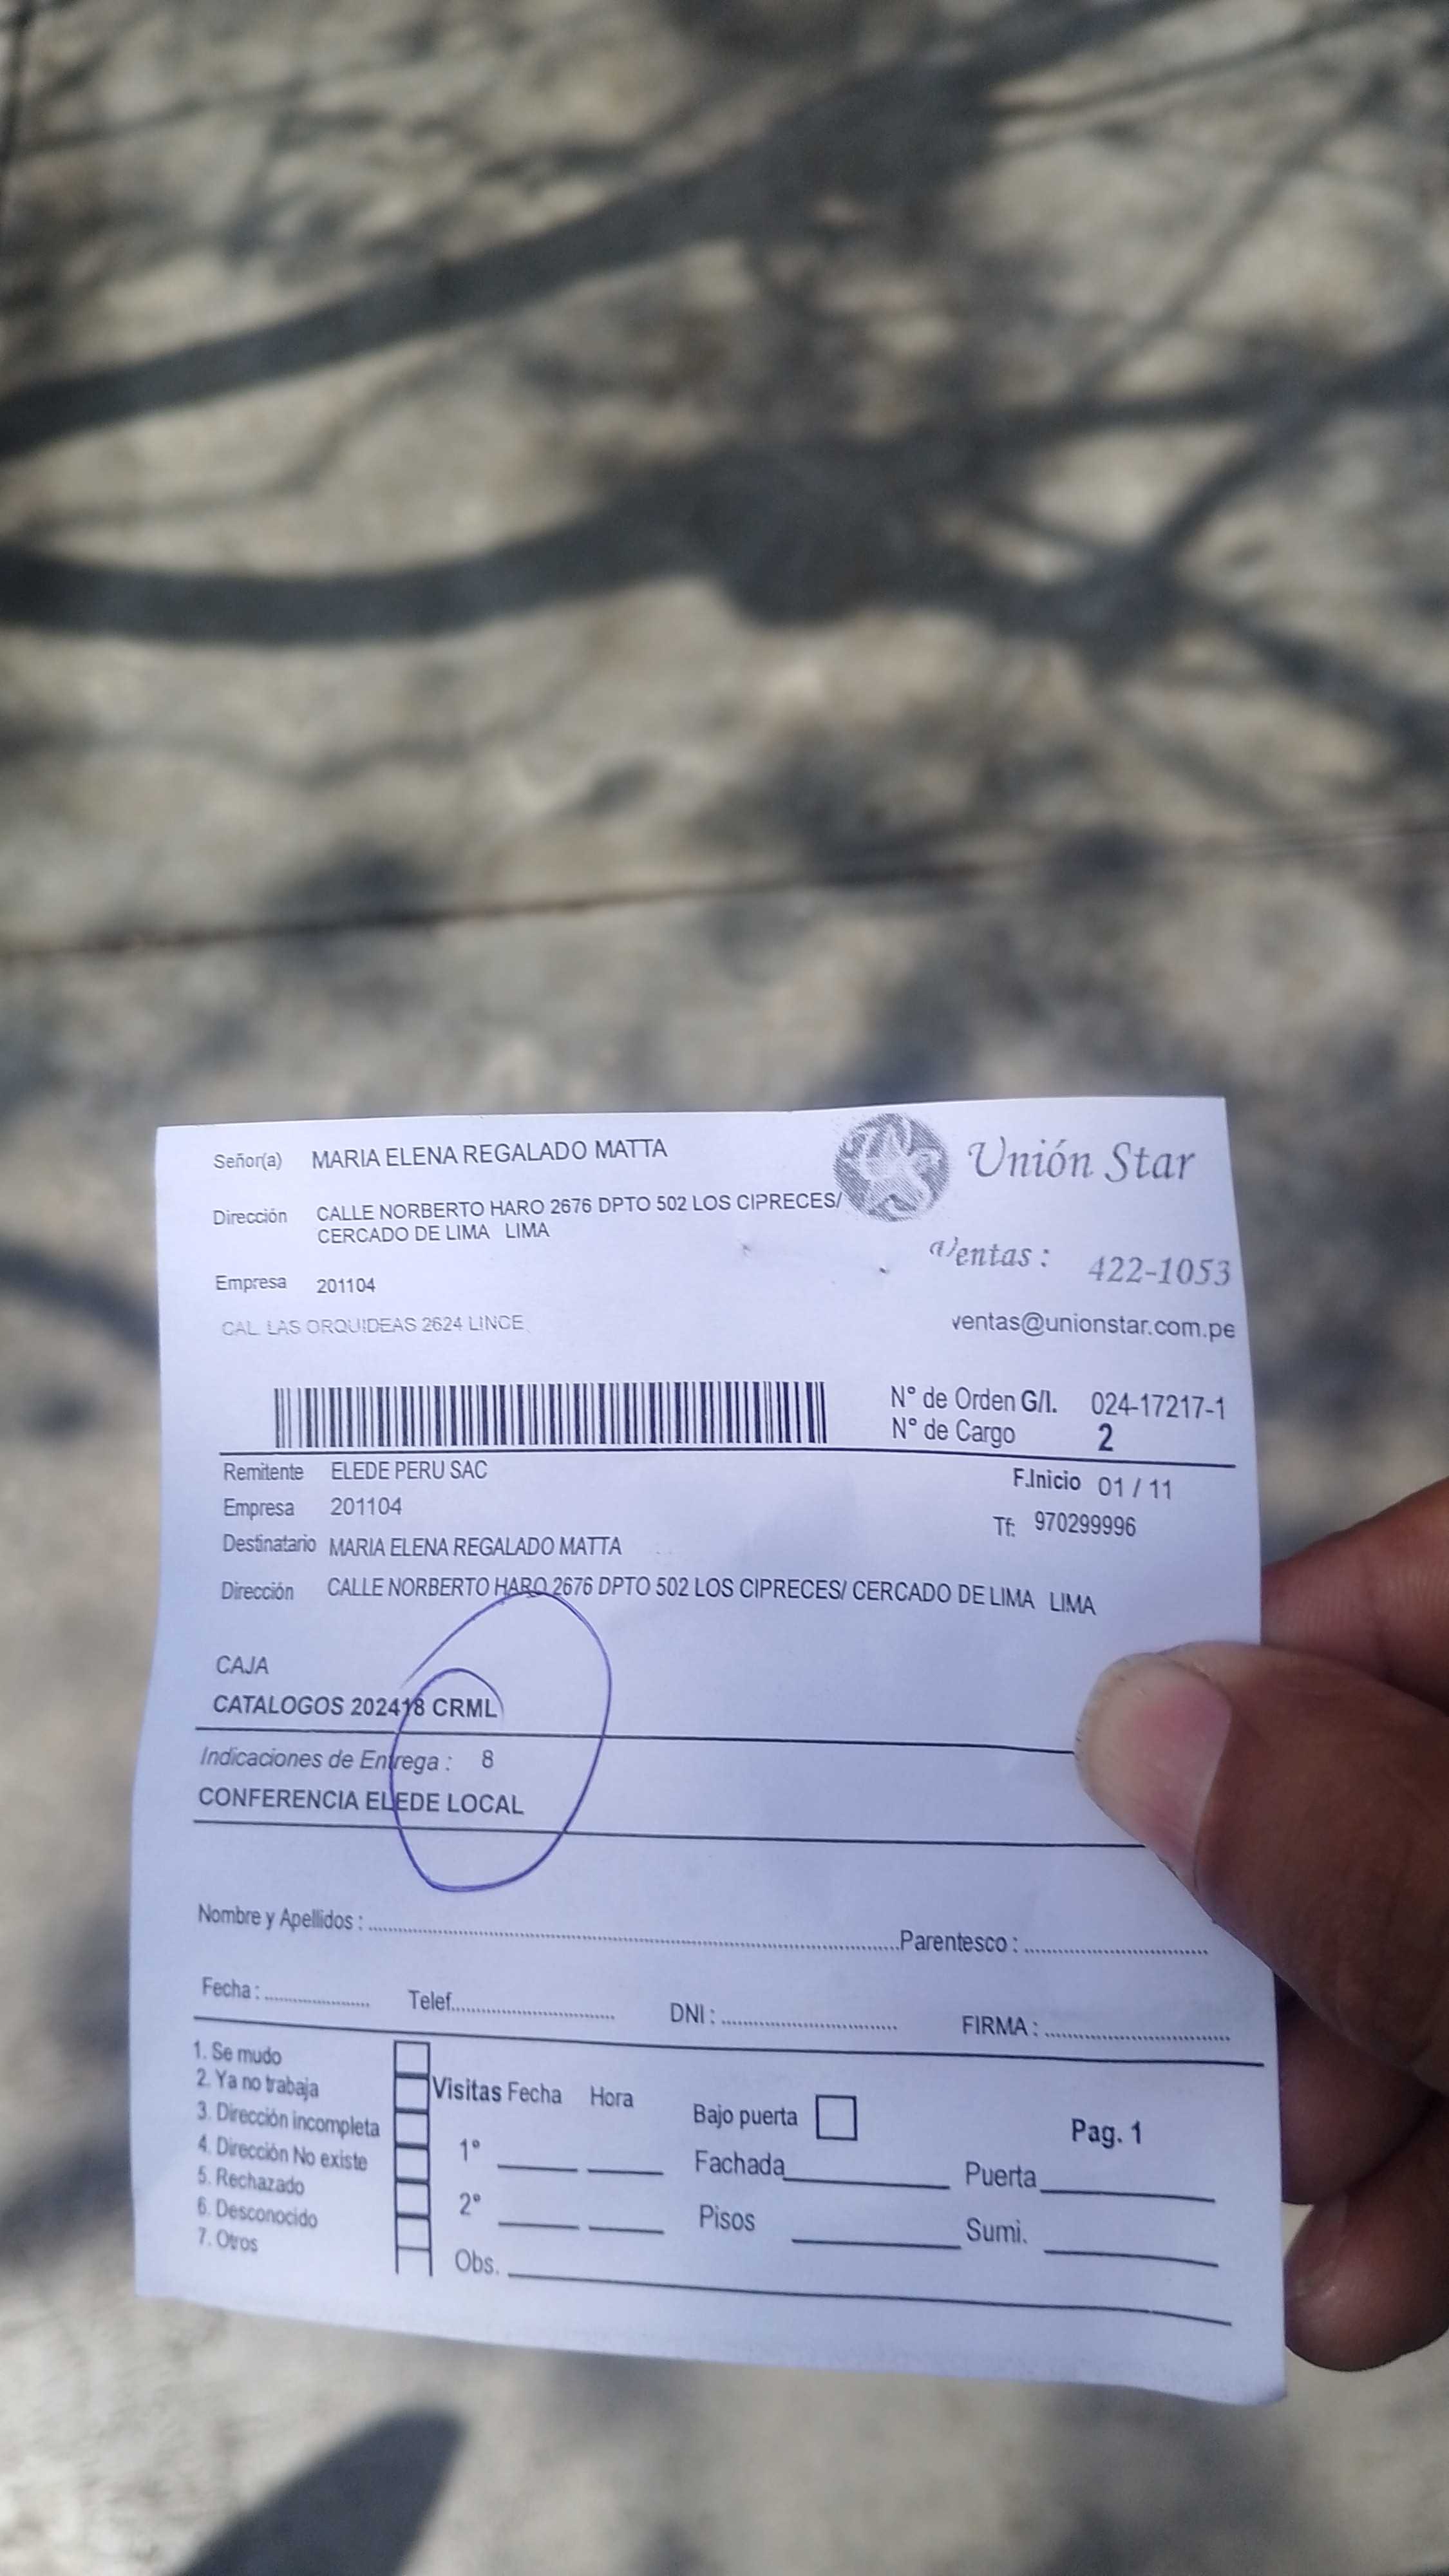 Señor(a) MARIA ELENA REGALADO MATTA
Unión Star
Dirección CALLE NORBERTO HARO 2676 DPTO 502 LOS CIPRECES/
CERCADO DE LIMA LIMA
Ventas : 422-1053
Empresa 201104
CAL. LAS ORQUIDEAS 2624 LINCE
ventas@unionstar.com.pe
N° de Orden G/I. 024-17217-1
N° de Cargo 2
Remitente ELEDE PERU SAC
F.Inicio 01 / 11
Empresa 201104
Tf: 970299996
Destinatario MARIA ELENA REGALADO MATTA
Dirección CALLE NORBERTO HARO 2676 DPTO 502 LOS CIPRECES/ CERCADO DE LIMA LIMA
CAJA
CATALOGOS 202418 CRML
Indicaciones de Entrega : 8
CONFERENCIA ELEDE LOCAL
Nombre y Apellidos : Parentesco :
Fecha : Telef. DNI : FIRMA :
1. Se mudo
2. Ya no trabaja
3. Dirección incompleta
4. Dirección No existe
5. Rechazado
6. Desconocido
7. Otros
Visitas Fecha Hora
1°
2°
Obs.
Bajo puerta
Fachada
Pisos
Pag. 1
Puerta
Sumi.